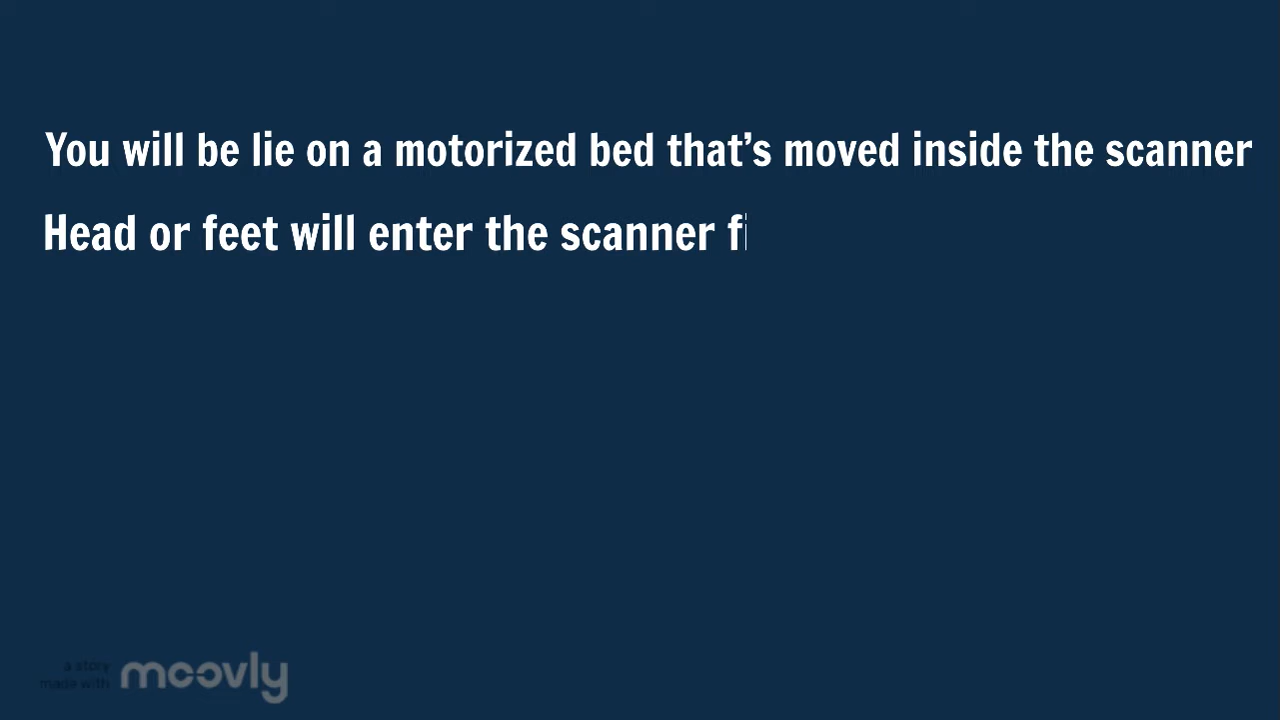 You will be lie on a motorized bed that’s moved inside the scanner
Head or feet will enter the scanner f
a story
made with
moovly